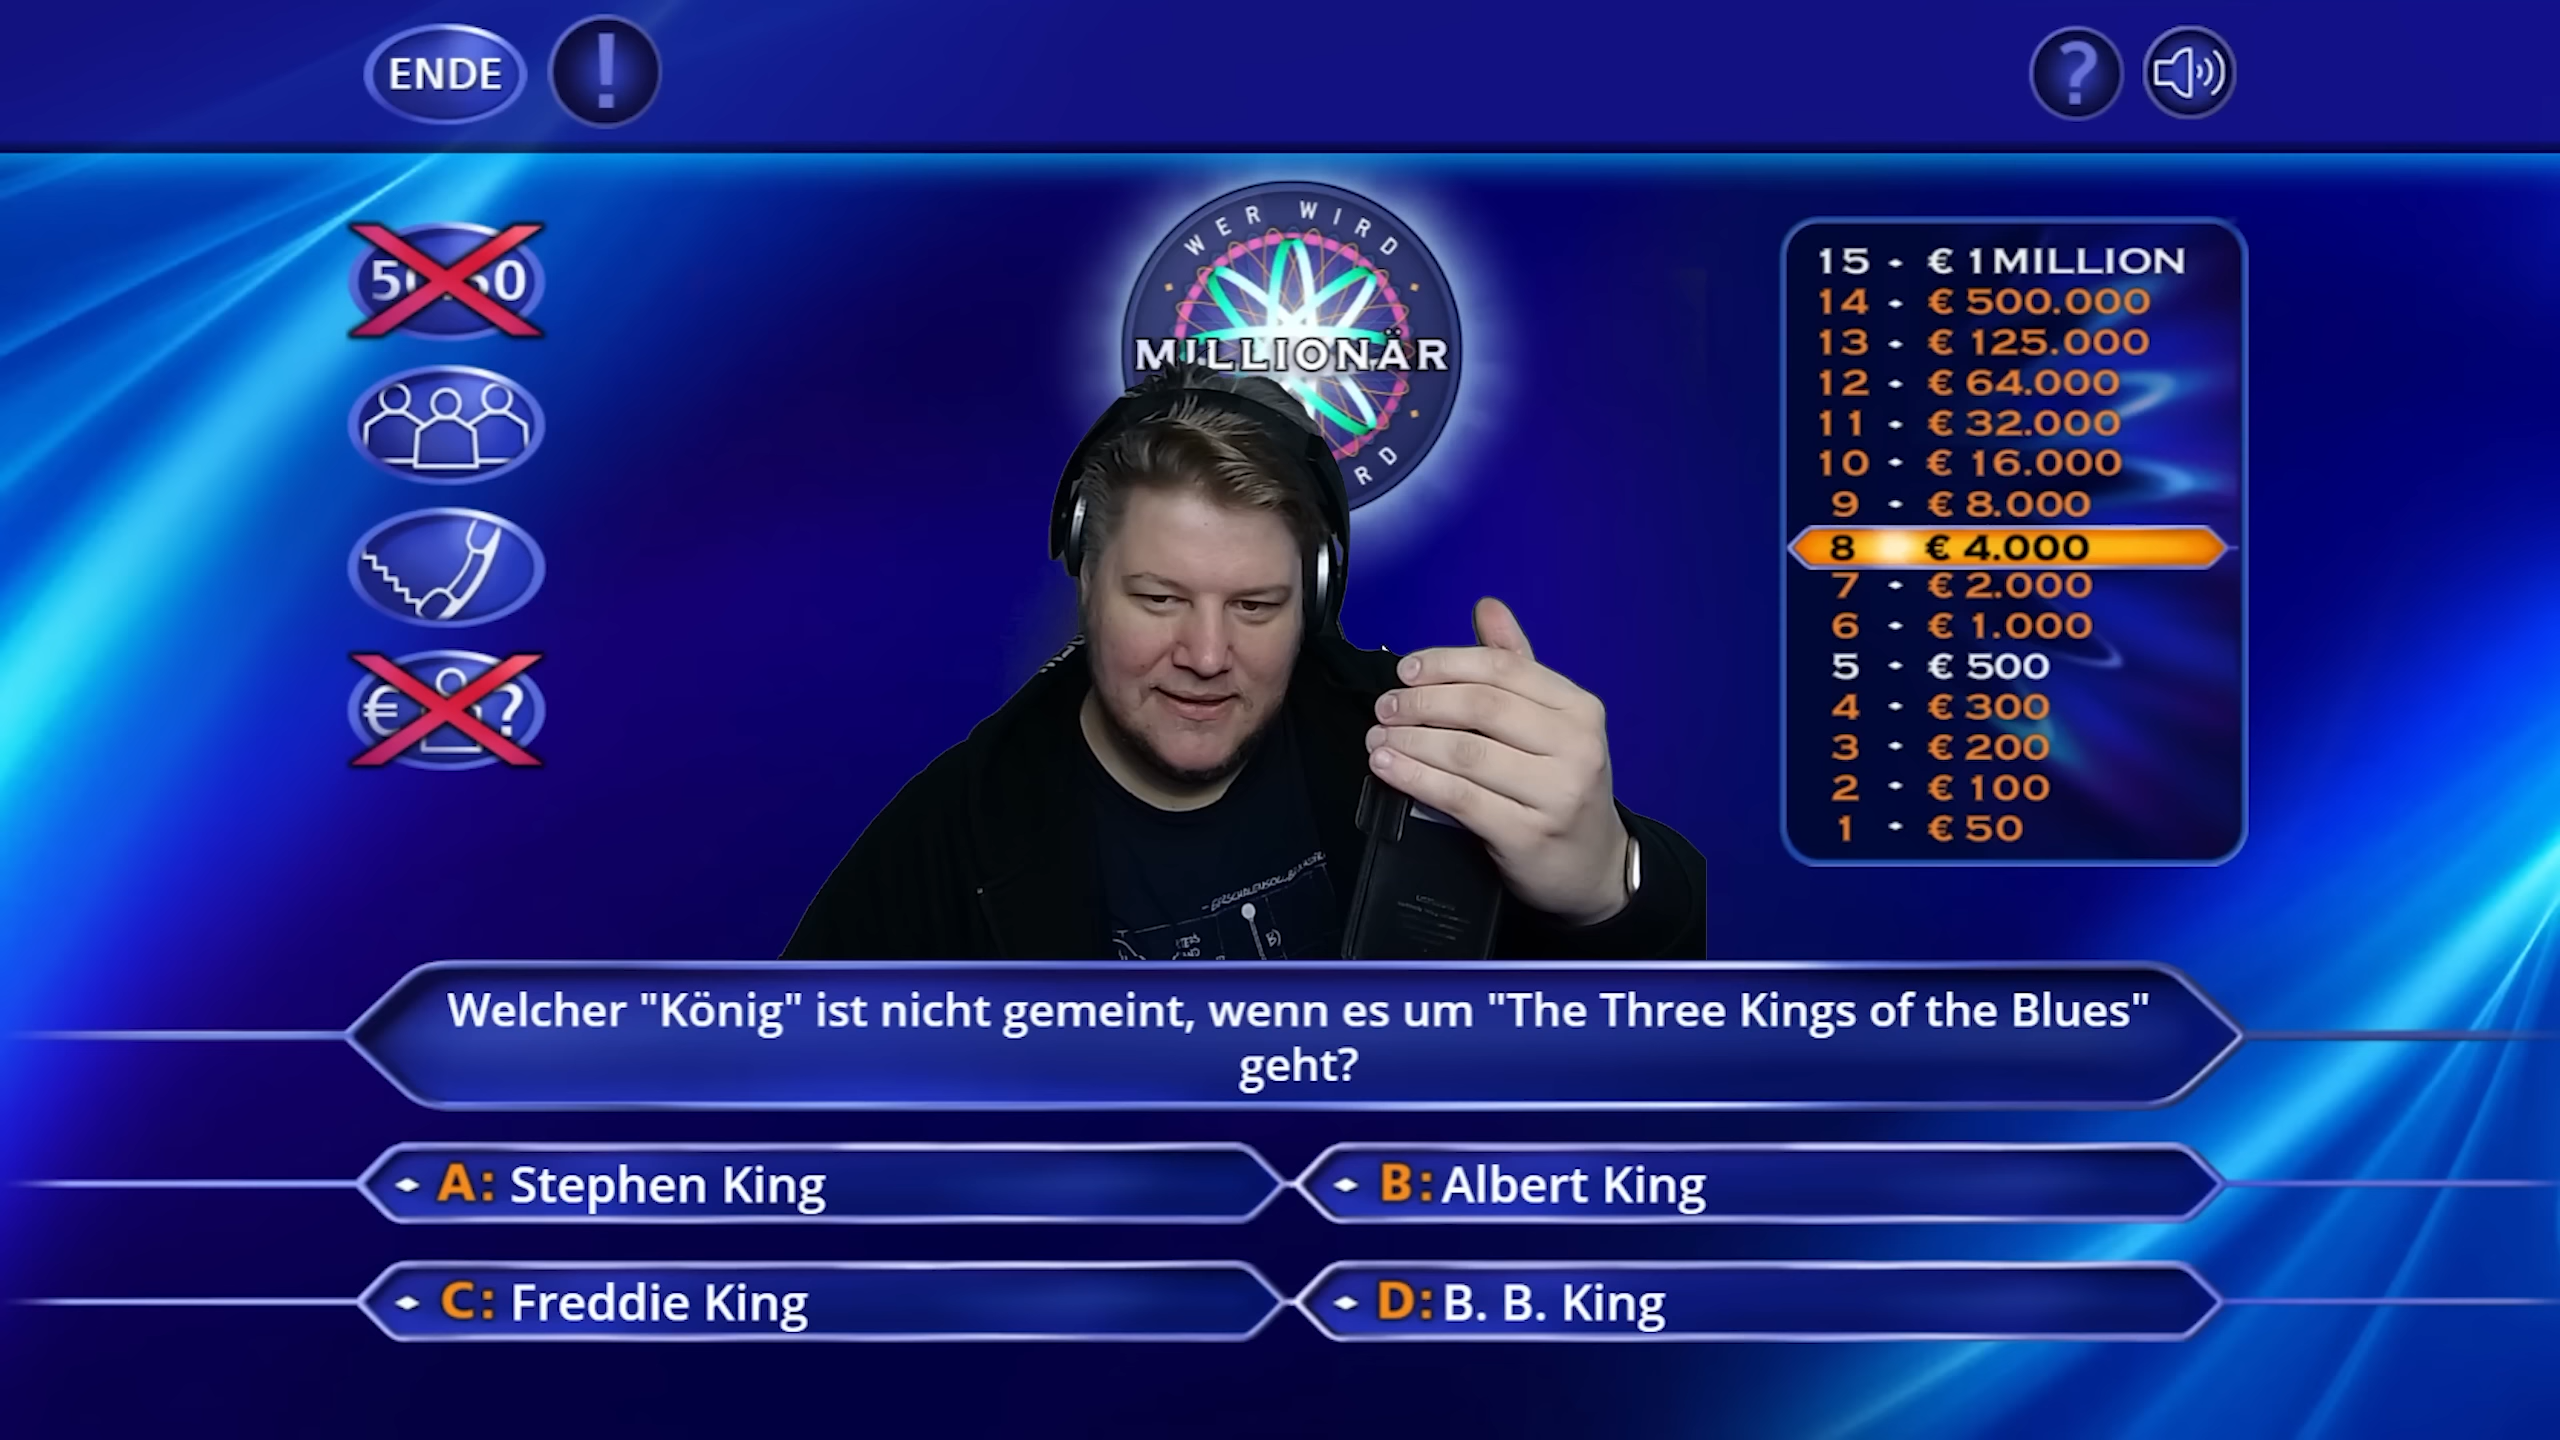 ENDE
!
?
WER WIRD
MILLIONÄR
RD
50:50
€ ?
15 • € 1 MILLION
14 • € 500.000
13 • € 125.000
12 • € 64.000
11 • € 32.000
10 • € 16.000
9 • € 8.000
8 € 4.000
7 • € 2.000
6 • € 1.000
5 • € 500
4 • € 300
3 • € 200
2 • € 100
1 • € 50
B)
Welcher "König" ist nicht gemeint, wenn es um "The Three Kings of the Blues"
geht?
A: Stephen King
B: Albert King
C: Freddie King
D: B. B. King